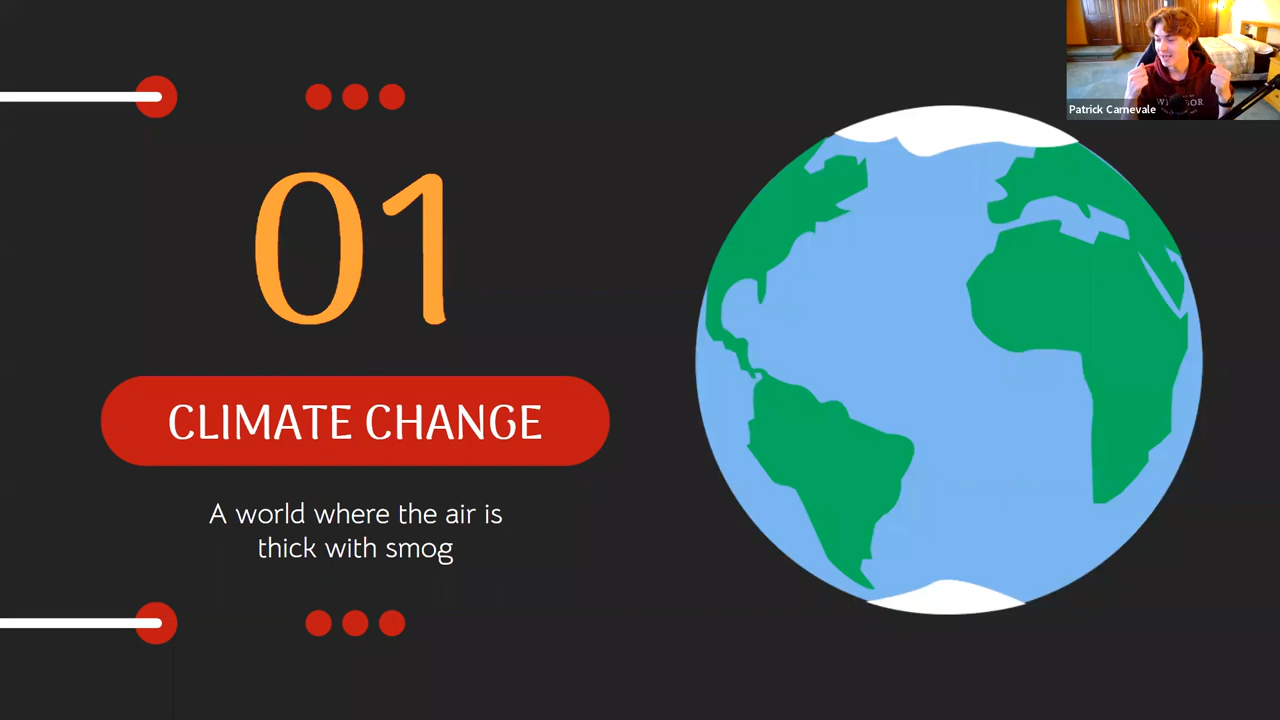 Patrick Carnevale
01
CLIMATE CHANGE
A world where the air is
thick with smog